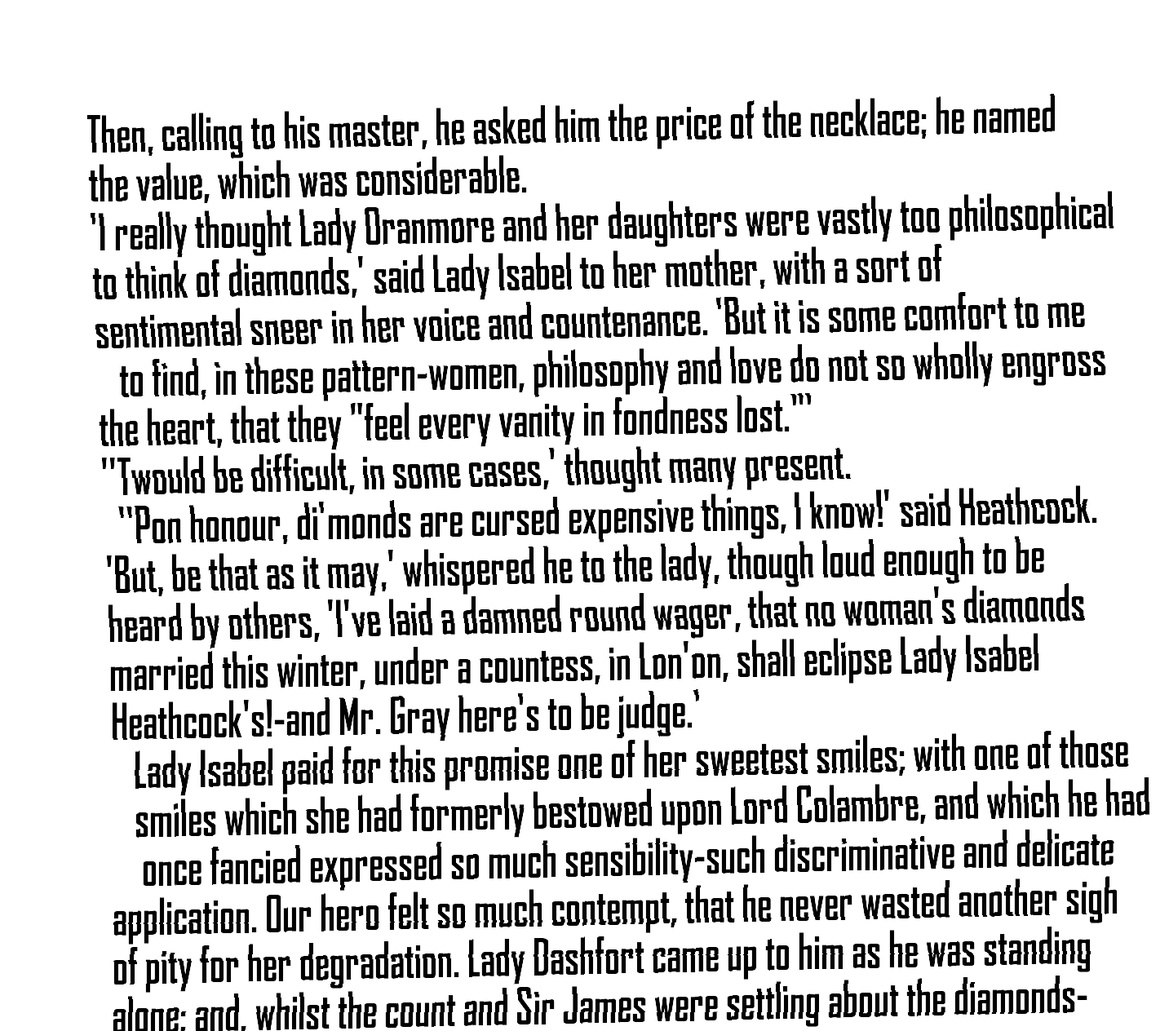 Then, calling to his master, he asked him the price of the necklace; he named
the value, which was considerable.
'I really thought Lady Oranmore and her daughters were vastly too philosophical
to think of diamonds,' said Lady Isabel to her mother, with a sort of
sentimental sneer in her voice and countenance. 'But it is some comfort to me
to find, in these pattern-women, philosophy and love do not so wholly engross
the heart, that they "feel every vanity in fondness lost."'
''Twould be difficult, in some cases,' thought many present.
''Pon honour, di'monds are cursed expensive things, I know!' said Heathcock.
'But, be that as it may,' whispered he to the lady, though loud enough to be
heard by others, 'I've laid a damned round wager, that no woman's diamonds
married this winter, under a countess, in Lon'on, shall eclipse Lady Isabel
Heathcock's!-and Mr. Gray here's to be judge.'
Lady Isabel paid for this promise one of her sweetest smiles; with one of those
smiles which she had formerly bestowed upon Lord Colambre, and which he had
once fancied expressed so much sensibility-such discriminative and delicate
application. Our hero felt so much contempt, that he never wasted another sigh
of pity for her degradation. Lady Dashfort came up to him as he was standing
alone; and, whilst the count and Sir James were settling about the diamonds-